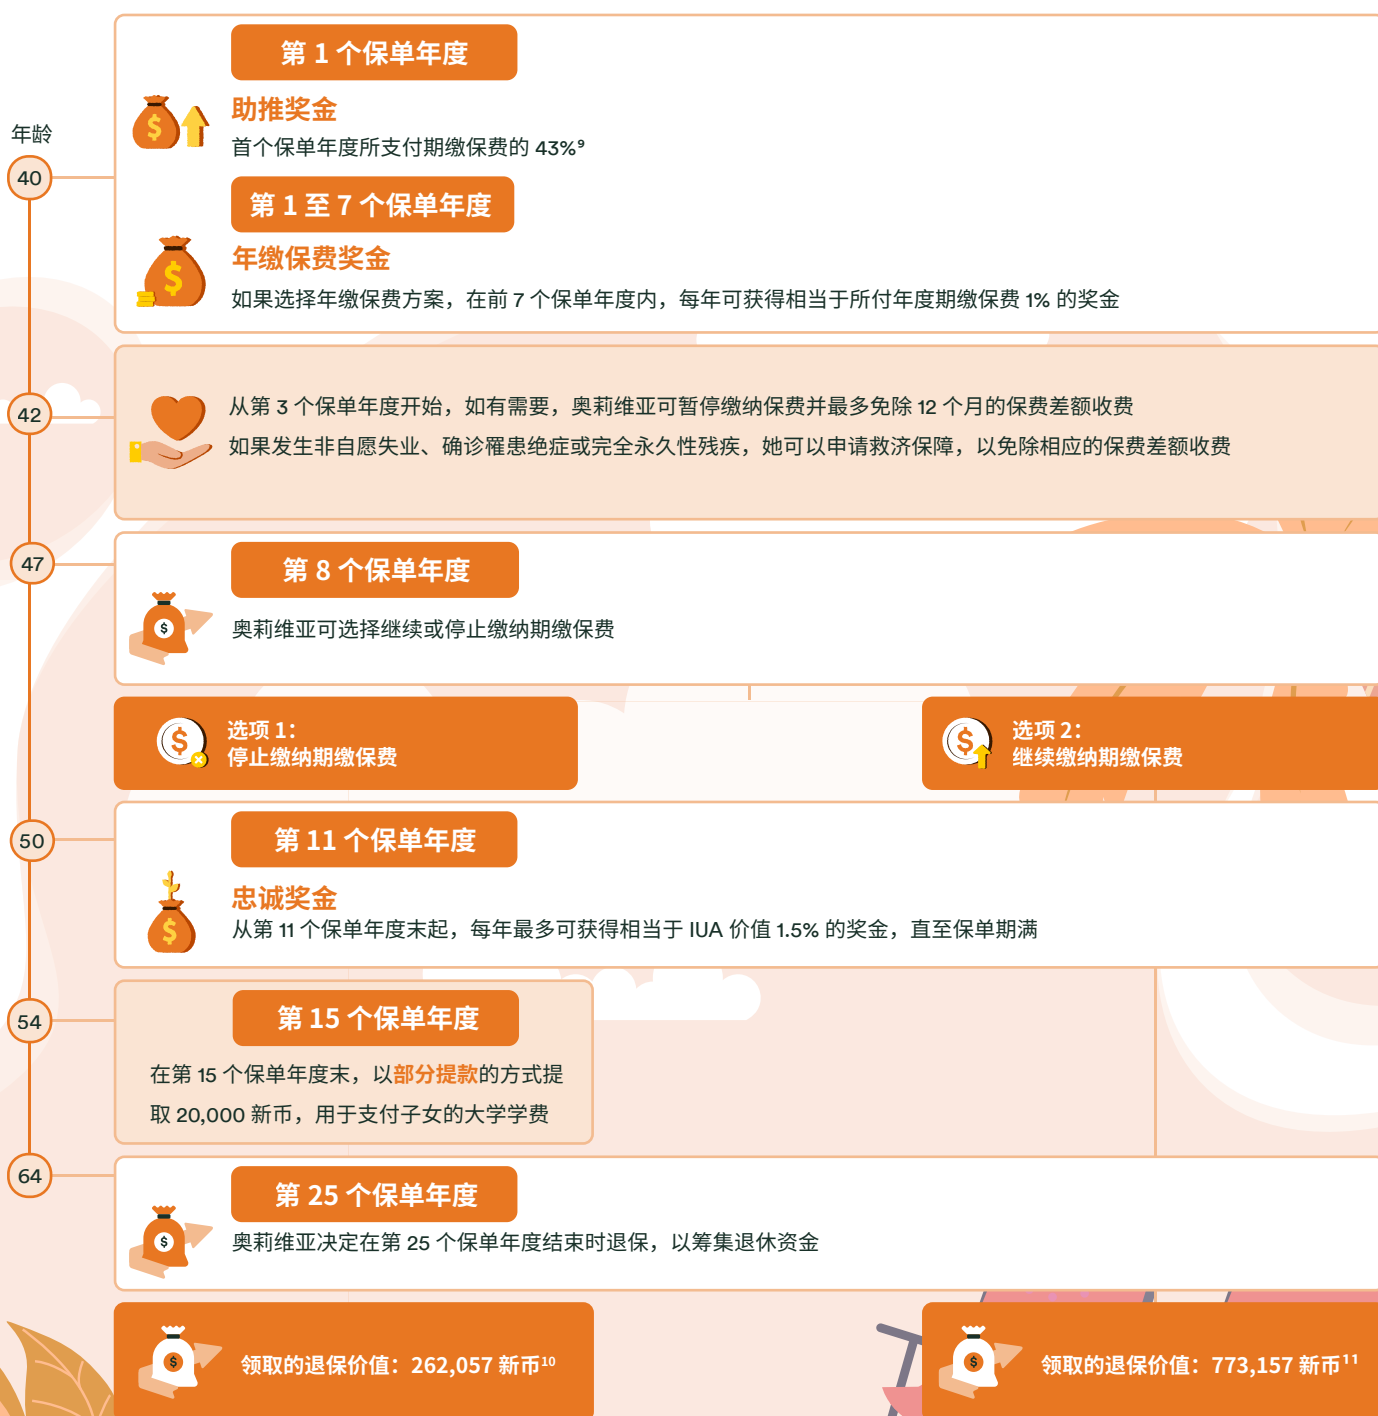 第 1 个保单年度
助推奖金
首个保单年度所支付期缴保费的 43%⁹
年龄
40
第 1 至 7 个保单年度
年缴保费奖金
如果选择年缴保费方案，在前 7 个保单年度内，每年可获得相当于所付年度期缴保费 1% 的奖金
42
从第 3 个保单年度开始，如有需要，奥莉维亚可暂停缴纳保费并最多免除 12 个月的保费差额收费
如果发生非自愿失业、确诊罹患绝症或完全永久性残疾，她可以申请救济保障，以免除相应的保费差额收费
47
第 8 个保单年度
奥莉维亚可选择继续或停止缴纳期缴保费
选项 1：
停止缴纳期缴保费
选项 2：
继续缴纳期缴保费
50
第 11 个保单年度
忠诚奖金
从第 11 个保单年度末起，每年最多可获得相当于 IUA 价值 1.5% 的奖金，直至保单期满
54
第 15 个保单年度
在第 15 个保单年度末，以部分提款的方式提
取 20,000 新币，用于支付子女的大学学费
64
第 25 个保单年度
奥莉维亚决定在第 25 个保单年度结束时退保，以筹集退休资金
领取的退保价值：262,057 新币¹⁰
领取的退保价值：773,157 新币¹¹